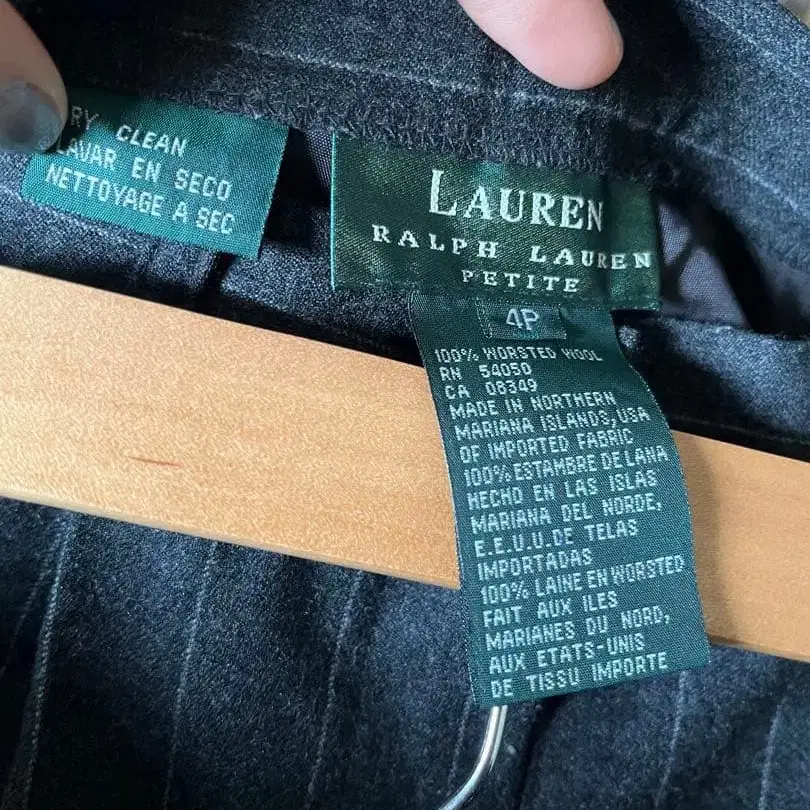 RY CLEAN
LAVAR EN SECO
NETTOYAGE A SEC
LAUREN
RALPH LAUREN
PETITE
4P
100% WORSTED WOOL
RN 54050
CA 08349
MADE IN NORTHERN
MARIANA ISLANDS,USA
OF IMPORTED FABRIC
100% ESTAMBRE DE LANA
HECHO EN LAS ISLAS
MARIANA DEL NORDE,
E.E.U.U.DE TELAS
IMPORTADAS
100% LAINE EN WORSTED
FAIT AUX ILES
MARIANES DU NORD,
AUX ETATS-UNIS
DE TISSU IMPORTE